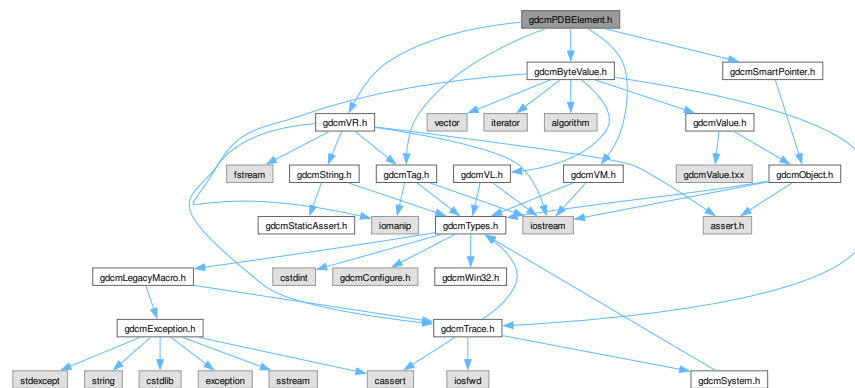 gdcmPDBElement.h
gdcmByteValue.h
gdcmSmartPointer.h
gdcmVR.h
vector
iterator
algorithm
gdcmValue.h
fstream
gdcmString.h
gdcmTag.h
gdcmVL.h
gdcmVM.h
gdcmValue.txx
gdcmObject.h
gdcmStaticAssert.h
iomanip
gdcmTypes.h
iostream
assert.h
gdcmLegacyMacro.h
cstdint
gdcmConfigure.h
gdcmWin32.h
gdcmException.h
gdcmTrace.h
stdexcept
string
cstdlib
exception
sstream
cassert
iosfwd
gdcmSystem.h